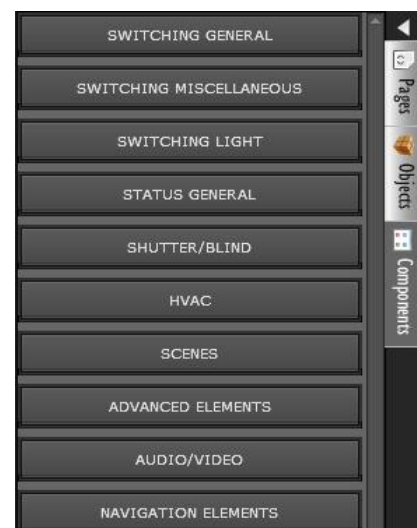 SWITCHING GENERAL
SWITCHING MISCELLANEOUS
SWITCHING LIGHT
STATUS GENERAL
SHUTTER/BLIND
HVAC
SCENES
ADVANCED ELEMENTS
AUDIO/VIDEO
NAVIGATION ELEMENTS
Pages
Objects
Components